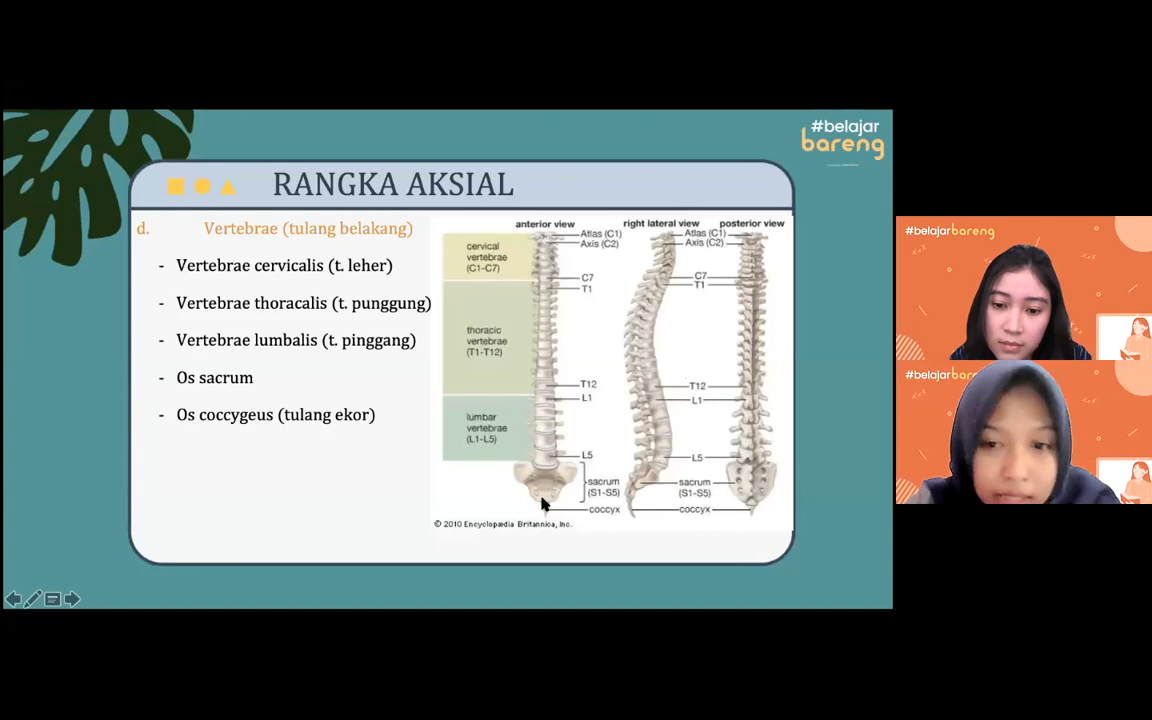 #belajar
bareng
RANGKA AKSIAL
d. Vertebrae (tulang belakang)
- Vertebrae cervicalis (t. leher)
- Vertebrae thoracalis (t. punggung)
- Vertebrae lumbalis (t. pinggang)
- Os sacrum
- Os coccygeus (tulang ekor)
anterior view
right lateral view
posterior view
cervical
vertebrae
(C1-C7)
thoracic
vertebrae
(T1-T12)
lumbar
vertebrae
(L1-L5)
Atlas (C1)
Axis (C2)
C7
T1
T12
L1
L5
sacrum
(S1-S5)
coccyx
Atlas (C1)
Axis (C2)
C7
T1
T12
L1
L5
sacrum
(S1-S5)
coccyx
© 2010 Encyclopædia Britannica, Inc.
#belajarbareng
#belajarbare